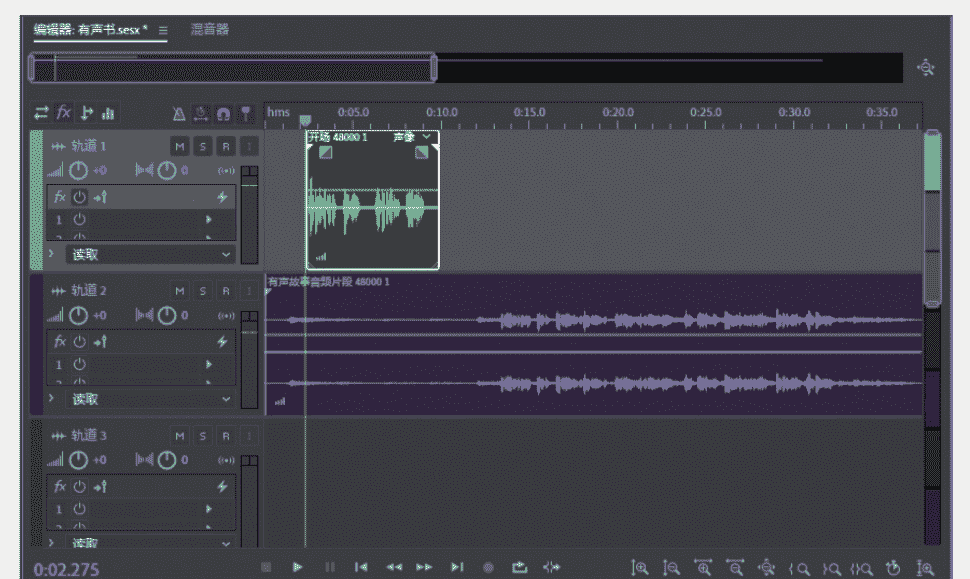 编辑器: 有声书.sesx * ≡ 混音器
fx
hms 0:05.0 0:10.0 0:15.0 0:20.0 0:25.0 0:30.0 0:35.0
轨道 1 M S R I
开场 48000 1 声像
+0 0
fx
1
2
读取
轨道 2 M S R I
有声故事音频片段 48000 1
+0 0
fx
1
2
读取
轨道 3 M S R I
+0 0
fx
1
2
读取
0:02.275